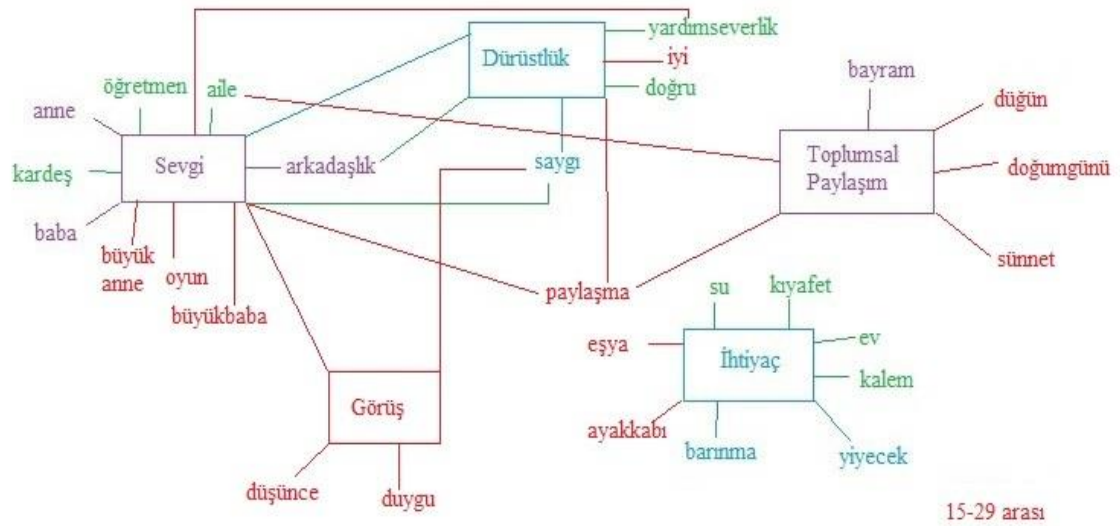 yardımseverlik
Dürüstlük
iyi
doğru
bayram
düğün
öğretmen
aile
anne
Sevgi
arkadaşlık
saygı
Toplumsal
Paylaşım
doğumgünü
kardeş
baba
büyük
anne
oyun
büyükbaba
sünnet
paylaşma
su
kıyafet
eşya
İhtiyaç
ev
kalem
Görüş
ayakkabı
barınma
yiyecek
düşünce
duygu
15-29 arası